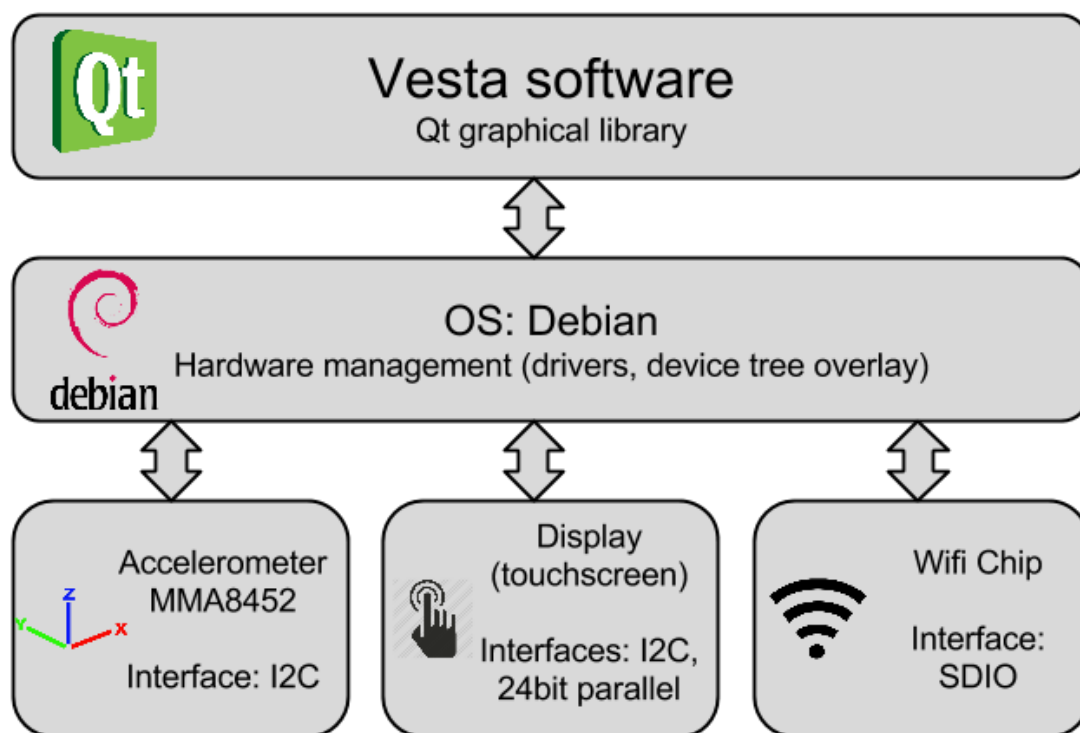 Qt
Vesta software
Qt graphical library
OS: Debian
Hardware management (drivers, device tree overlay)
debian
Accelerometer
MMA8452
Z
Y
X
Interface: I2C
Display
(touchscreen)
Interfaces: I2C,
24bit parallel
Wifi Chip
Interface:
SDIO